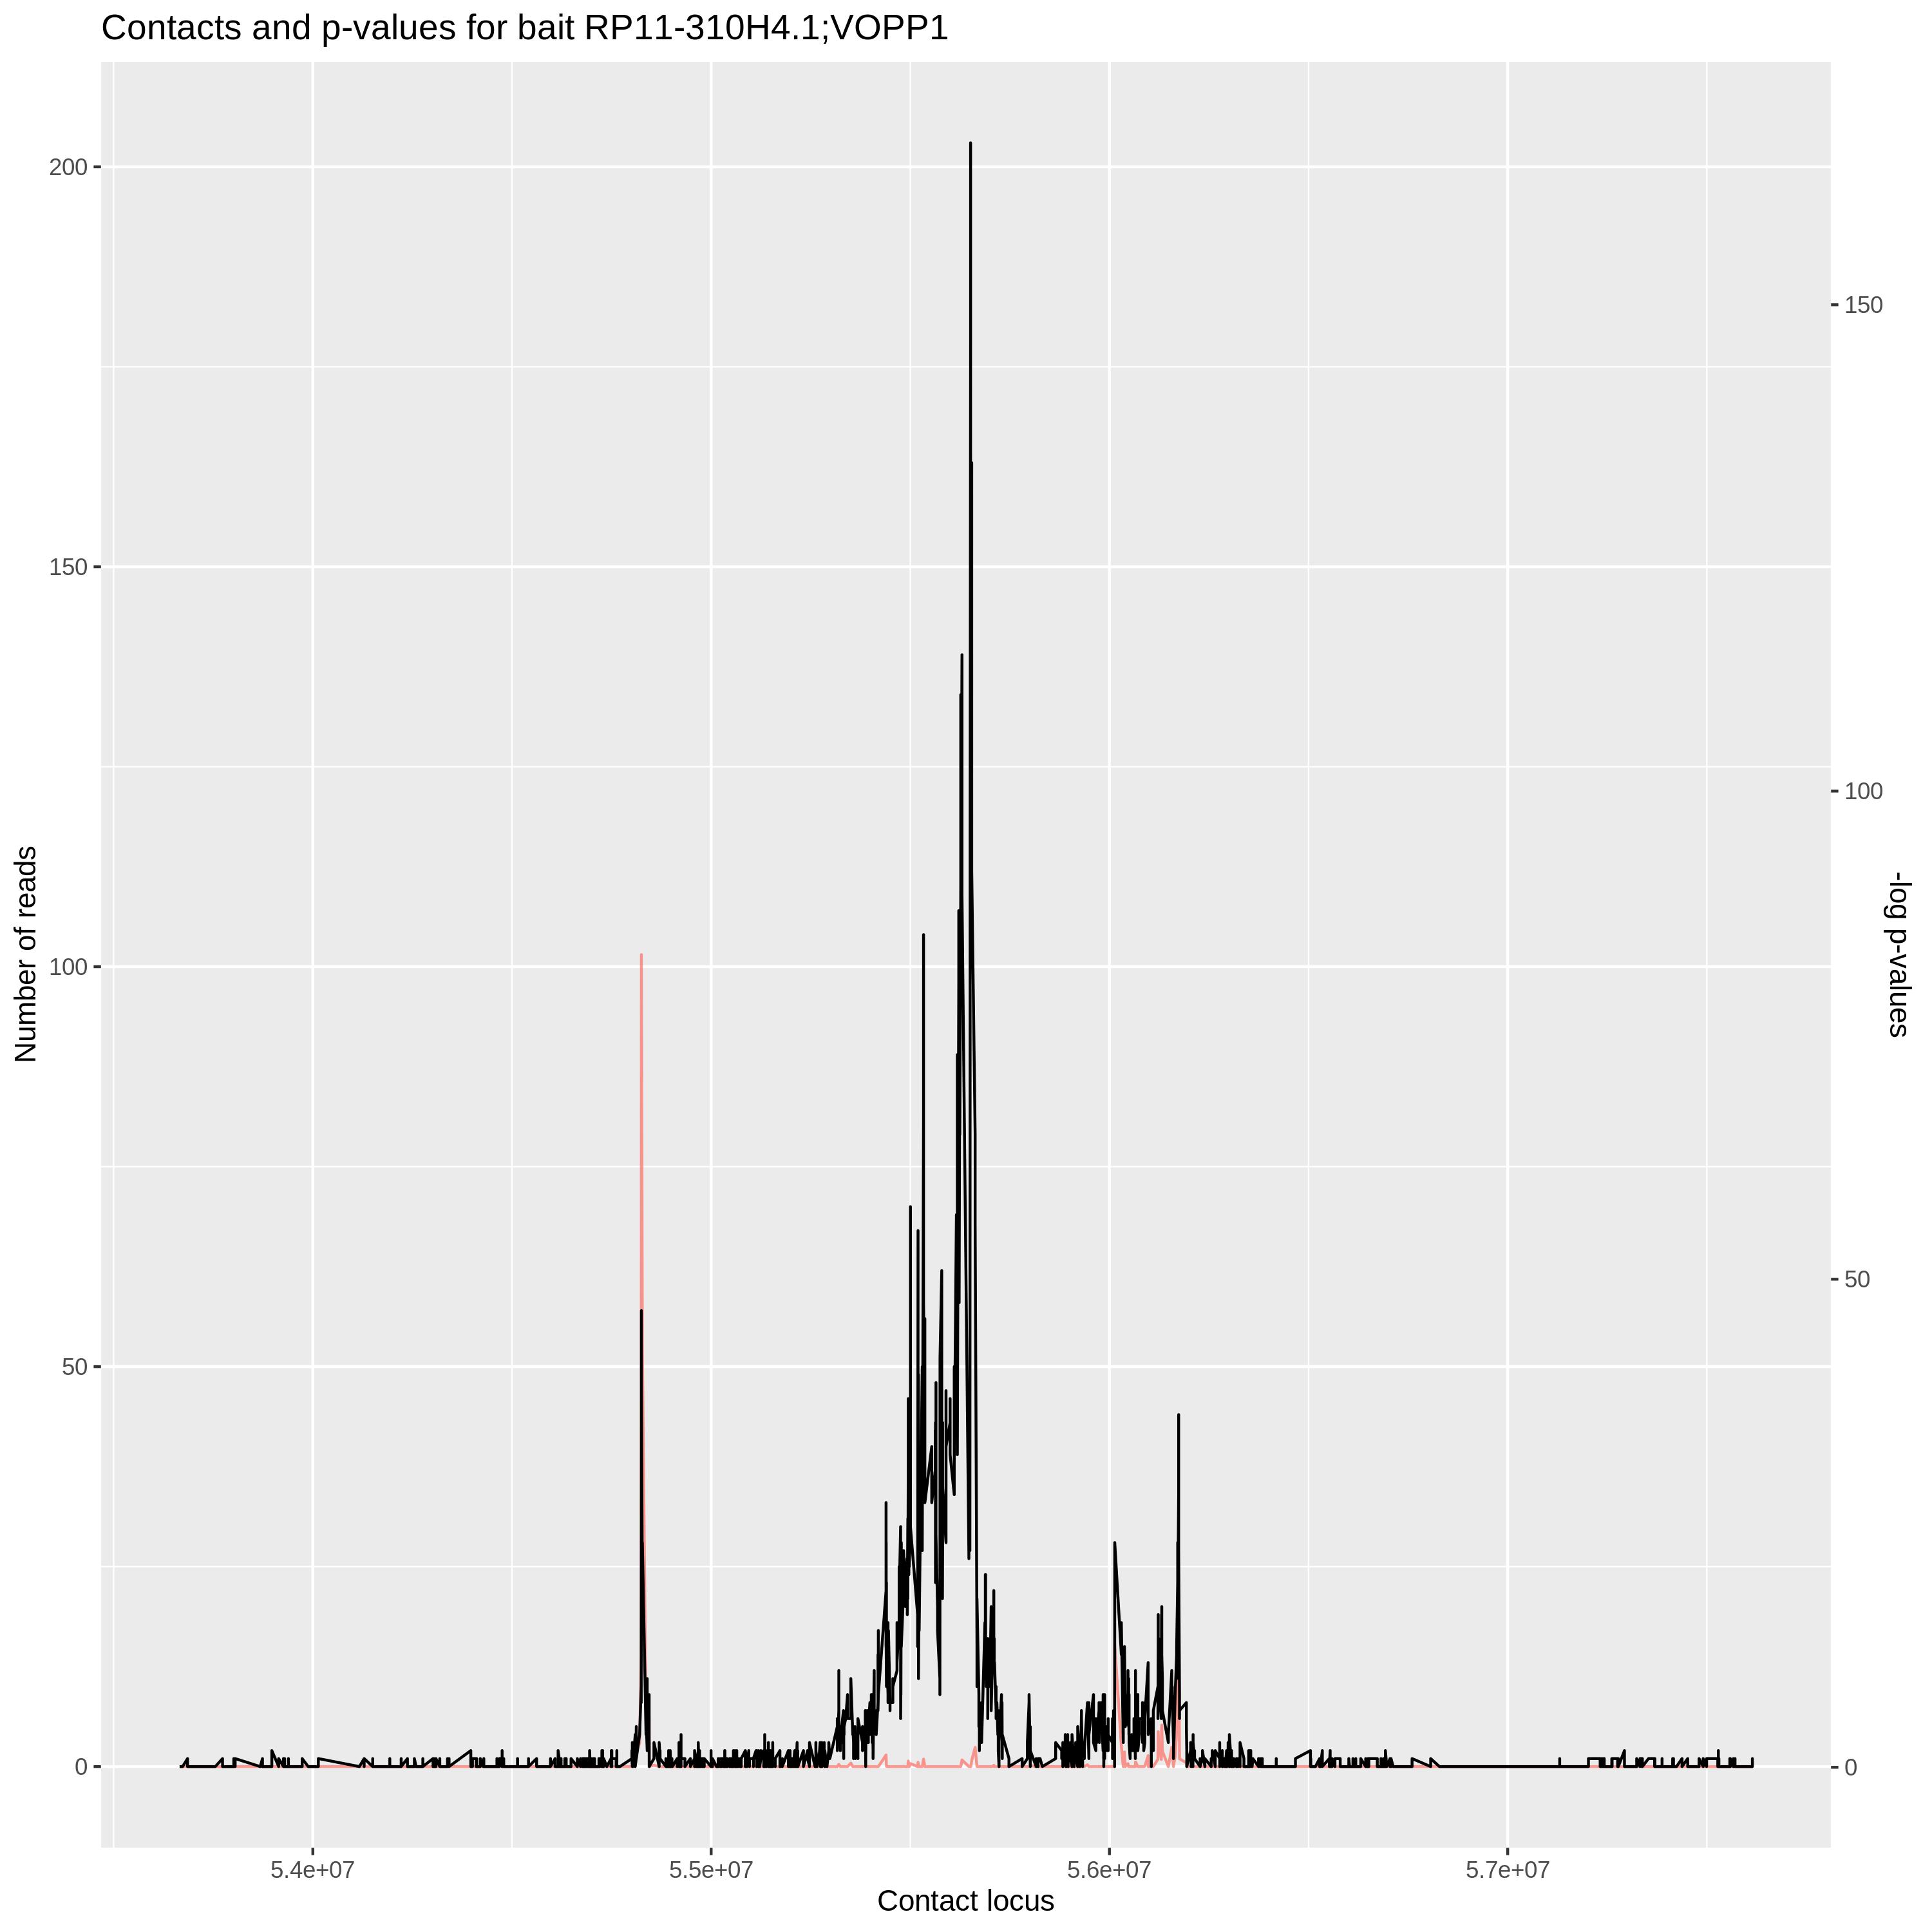 Contacts and p-values for bait RP11-310H4.1;VOPP1
200
150
100
50
0
Number of reads
150
100
50
0
-log p-values
5.4e+07 5.5e+07 5.6e+07 5.7e+07
Contact locus